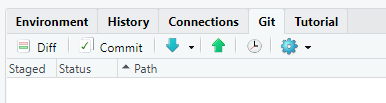 Environment History Connections Git Tutorial
Diff Commit
Staged Status Path